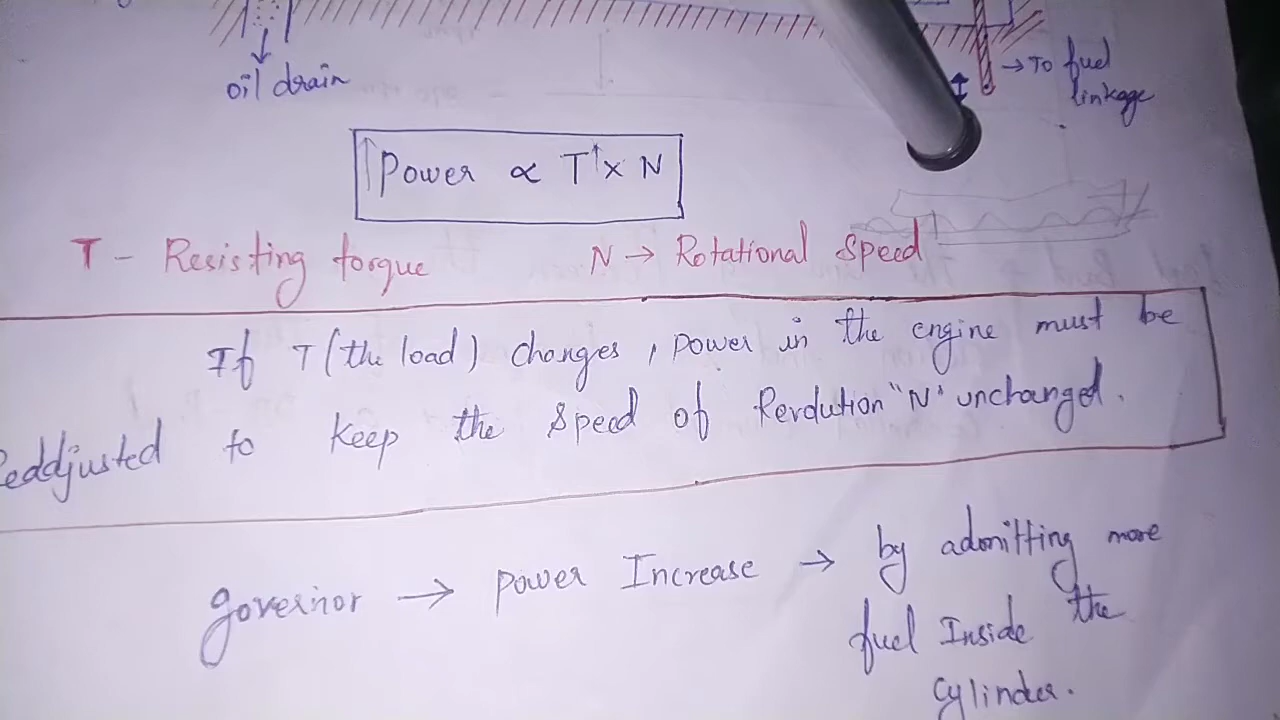 oil drain
→ To fuel
linkage
↑Power ∝ T↑ x N
T - Resisting torque
N → Rotational Speed
If T (the load) changes, power in the engine must be
Readdjusted to keep the speed of Revolution "N" unchanged.
governor → power Increase → by admitting more
fuel Inside the
cylinder.